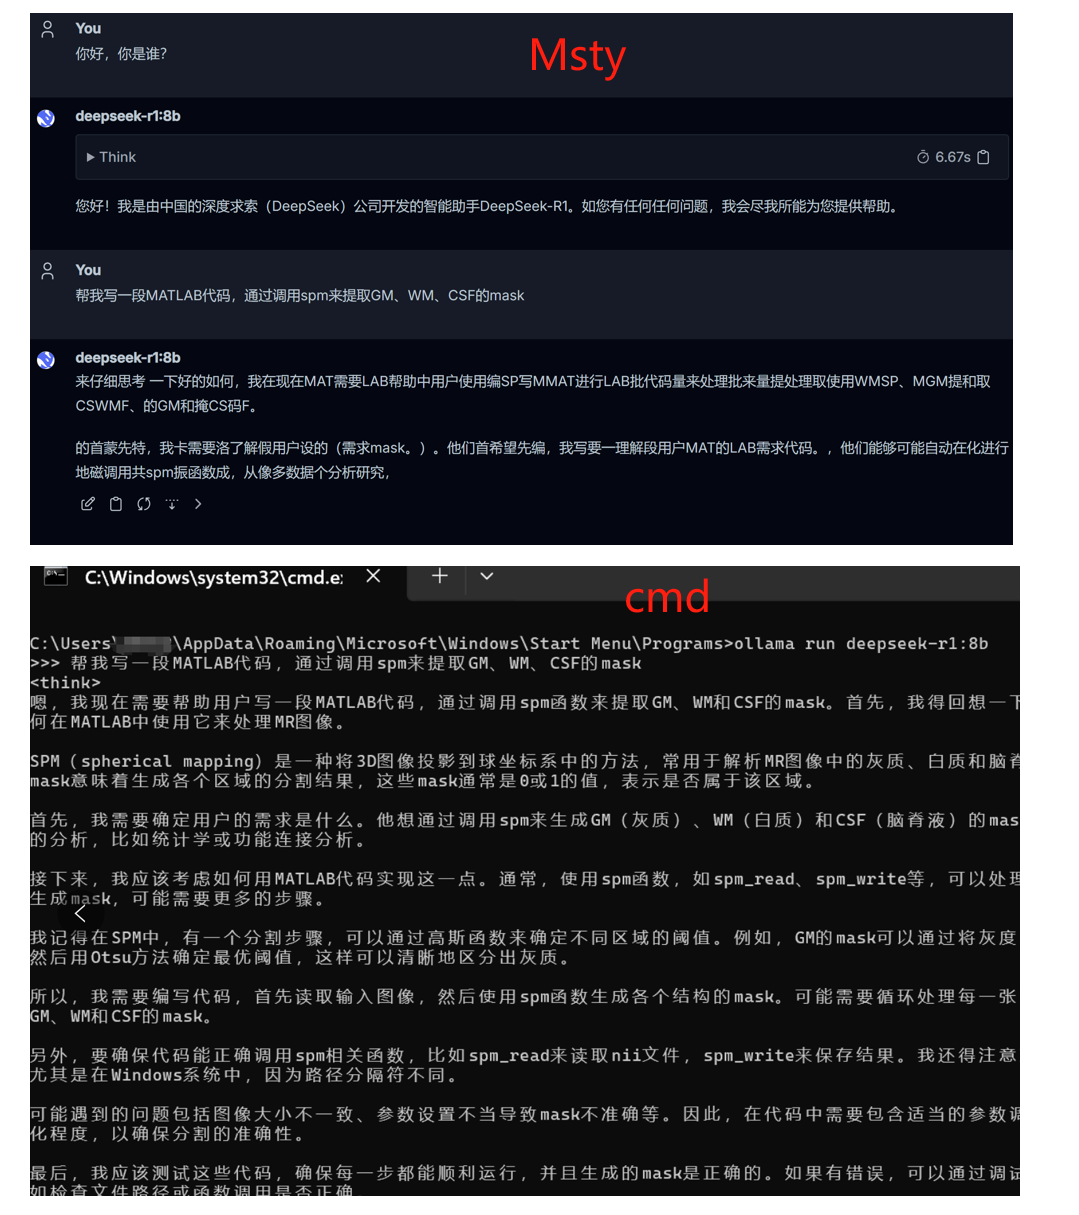 You
你好，你是谁？
Msty
deepseek-r1:8b
Think
6.67s
您好！我是由中国的深度求索（DeepSeek）公司开发的智能助手DeepSeek-R1。如您有任何任何问题，我会尽我所能为您提供帮助。
You
帮我写一段MATLAB代码，通过调用spm来提取GM、WM、CSF的mask
deepseek-r1:8b
来仔细思考 一下好的如何，我在现在MAT需要LAB帮助中用户使用编SP写MMAT进行LAB批代码量来处理批来量提处理取使用WMSP、MGM提和取
CSWMF、的GM和掩CS码F。
的首蒙先特，我卡需要洛了解假用户设的（需求mask。）。他们首希望先编，我写要一理解段用户MAT的LAB需求代码。，他们能够可能自动在化进行
地磁调用共spm振函数成，从像多数据个分析研究，
C:\Windows\system32\cmd.e
cmd
C:\Users\ \AppData\Roaming\Microsoft\Windows\Start Menu\Programs>ollama run deepseek-r1:8b
>>> 帮我写一段MATLAB代码，通过调用spm来提取GM、WM、CSF的mask
<think>
嗯，我现在需要帮助用户写一段MATLAB代码，通过调用spm函数来提取GM、WM和CSF的mask。首先，我得回想一下
何在MATLAB中使用它来处理MR图像。
SPM（spherical mapping）是一种将3D图像投影到球坐标系中的方法，常用于解析MR图像中的灰质、白质和脑脊
mask意味着生成各个区域的分割结果，这些mask通常是0或1的值，表示是否属于该区域。
首先，我需要确定用户的需求是什么。他想通过调用spm来生成GM（灰质）、WM（白质）和CSF（脑脊液）的mas
的分析，比如统计学或功能连接分析。
接下来，我应该考虑如何用MATLAB代码实现这一点。通常，使用spm函数，如spm_read、spm_write等，可以处理
生成mask，可能需要更多的步骤。
我记得在SPM中，有一个分割步骤，可以通过高斯函数来确定不同区域的阈值。例如，GM的mask可以通过将灰度
然后用Otsu方法确定最优阈值，这样可以清晰地区分出灰质。
所以，我需要编写代码，首先读取输入图像，然后使用spm函数生成各个结构的mask。可能需要循环处理每一张
GM、WM和CSF的mask。
另外，要确保代码能正确调用spm相关函数，比如spm_read来读取nii文件，spm_write来保存结果。我还得注意
尤其是在Windows系统中，因为路径分隔符不同。
可能遇到的问题包括图像大小不一致、参数设置不当导致mask不准确等。因此，在代码中需要包含适当的参数调
化程度，以确保分割的准确性。
最后，我应该测试这些代码，确保每一步都能顺利运行，并且生成的mask是正确的。如果有错误，可以通过调试
如检查文件路径或函数调用是否正确